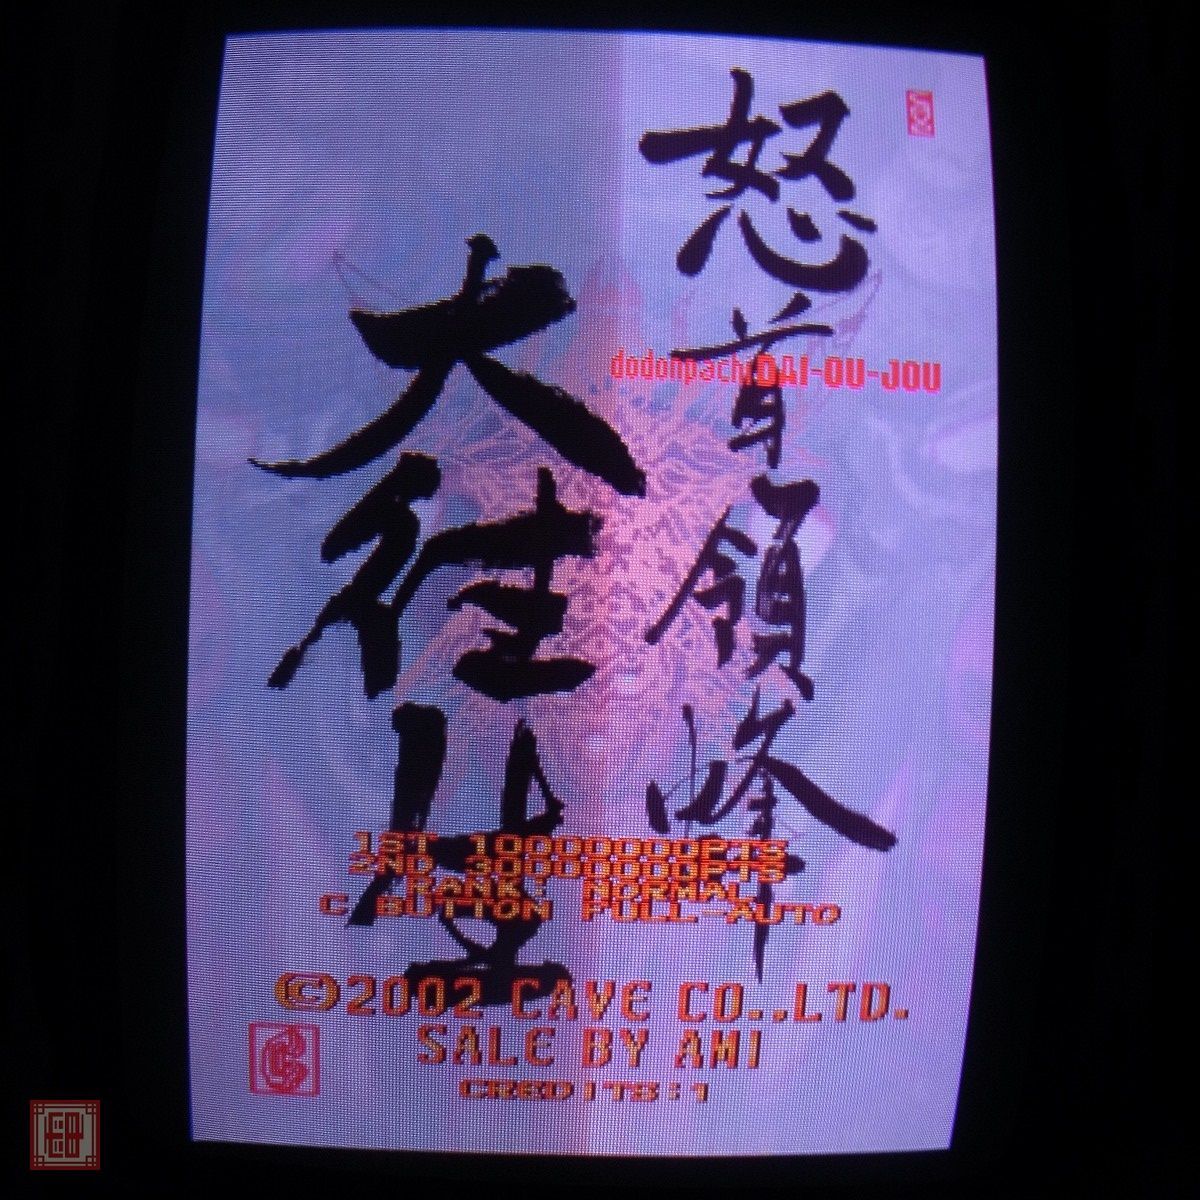 怒首領蜂
大往生
dodonpachi DAI-OU-JOU
1ST 10000000PTS
2ND 30000000PTS
RANK: NORMAL
C BUTTON FULL-AUTO
©2002 CAVE CO.,LTD.
SALE BY AMI
CREDITS:1